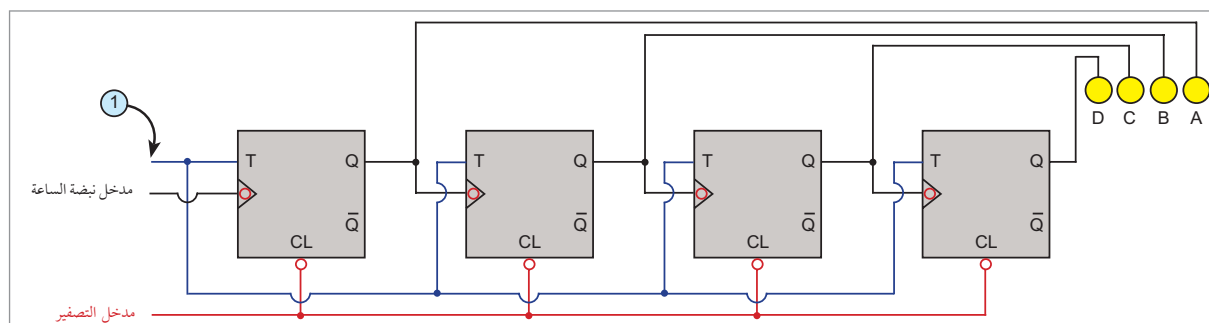 1
D C B A
T Q T Q T Q T Q
مدخل نبضة الساعة
Q̅ Q̅ Q̅ Q̅
CL CL CL CL
مدخل التصفير